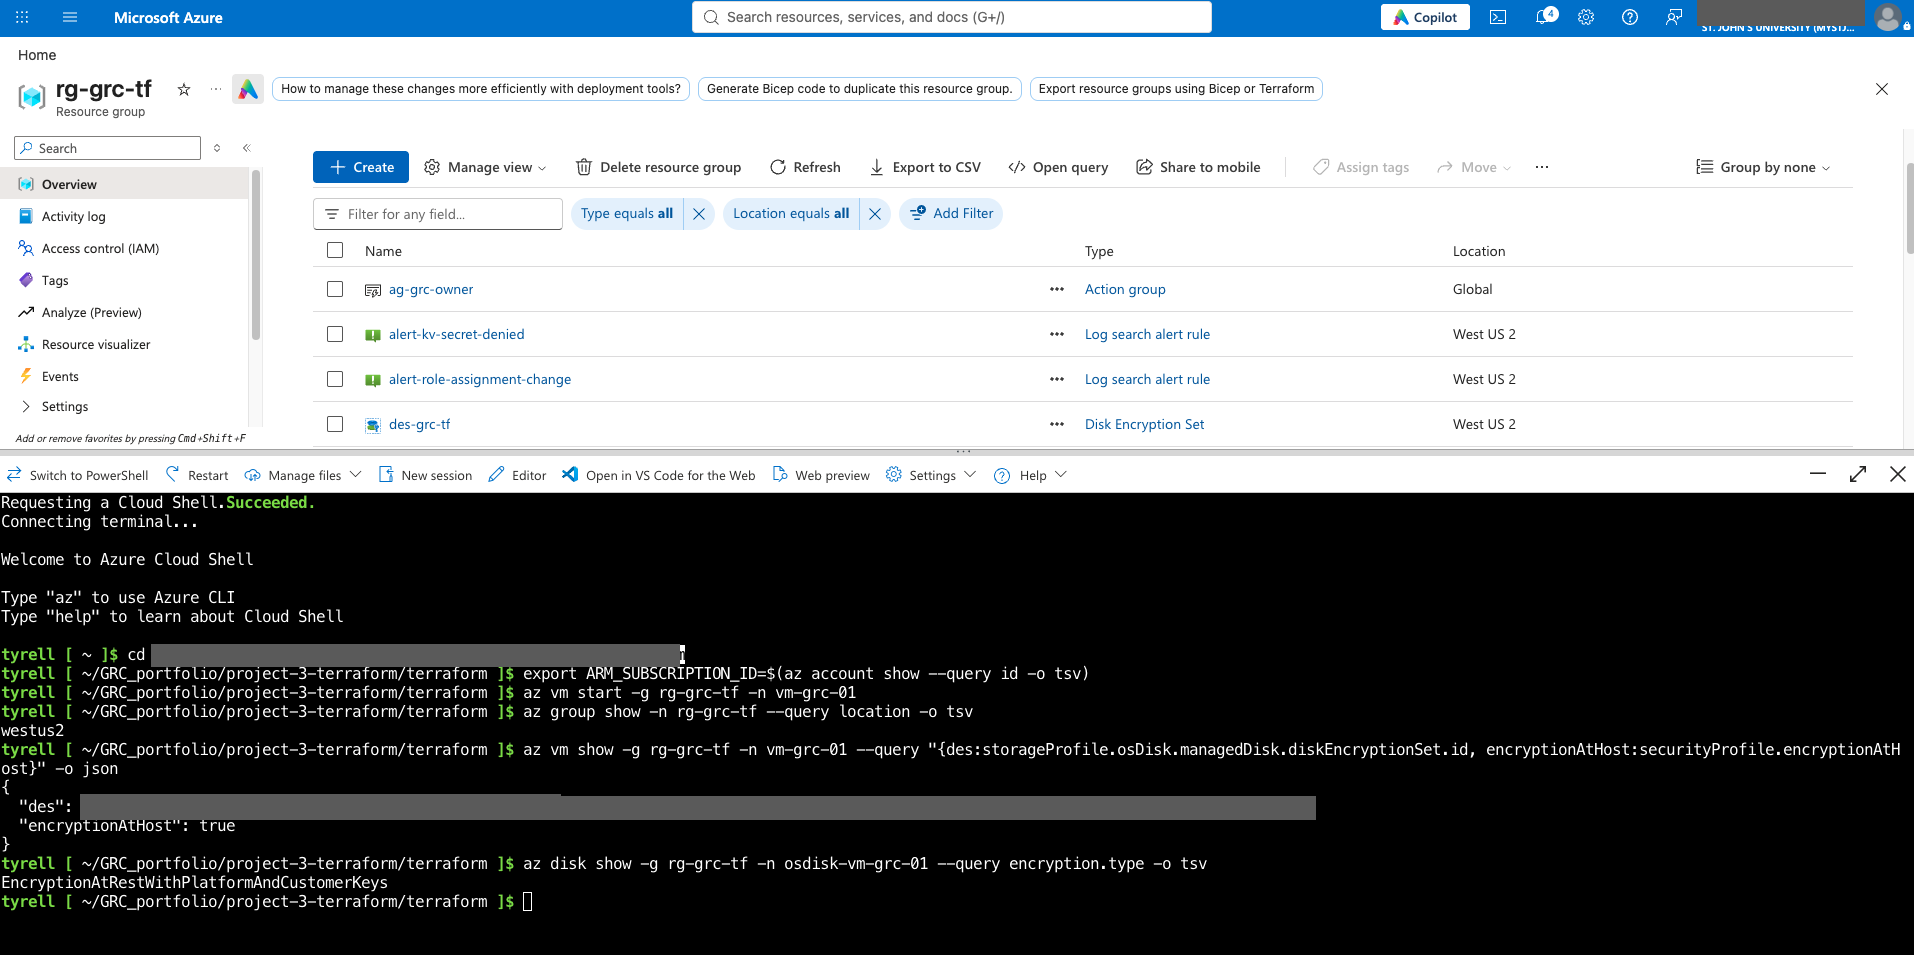 Microsoft Azure
Search resources, services, and docs (G+/)
Copilot
4
ST. JOHN'S UNIVERSITY (MYSTJ...
Home
rg-grc-tf
Resource group
How to manage these changes more efficiently with deployment tools?
Generate Bicep code to duplicate this resource group.
Export resource groups using Bicep or Terraform
Search
Overview
Activity log
Access control (IAM)
Tags
Analyze (Preview)
Resource visualizer
Events
Settings
Add or remove favorites by pressing Cmd+Shift+F
Create
Manage view
Delete resource group
Refresh
Export to CSV
Open query
Share to mobile
Assign tags
Move
Group by none
Filter for any field...
Type equals all
Location equals all
Add Filter
Name Type Location
ag-grc-owner Action group Global
alert-kv-secret-denied Log search alert rule West US 2
alert-role-assignment-change Log search alert rule West US 2
des-grc-tf Disk Encryption Set West US 2
Switch to PowerShell
Restart
Manage files
New session
Editor
Open in VS Code for the Web
Web preview
Settings
Help
Requesting a Cloud Shell.Succeeded.
Connecting terminal...
Welcome to Azure Cloud Shell
Type "az" to use Azure CLI
Type "help" to learn about Cloud Shell
tyrell [ ~ ]$ cd
tyrell [ ~/GRC_portfolio/project-3-terraform/terraform ]$ export ARM_SUBSCRIPTION_ID=$(az account show --query id -o tsv)
tyrell [ ~/GRC_portfolio/project-3-terraform/terraform ]$ az vm start -g rg-grc-tf -n vm-grc-01
tyrell [ ~/GRC_portfolio/project-3-terraform/terraform ]$ az group show -n rg-grc-tf --query location -o tsv
westus2
tyrell [ ~/GRC_portfolio/project-3-terraform/terraform ]$ az vm show -g rg-grc-tf -n vm-grc-01 --query "{des:storageProfile.osDisk.managedDisk.diskEncryptionSet.id, encryptionAtHost:securityProfile.encryptionAtH
ost}" -o json
{
"des":
"encryptionAtHost": true
}
tyrell [ ~/GRC_portfolio/project-3-terraform/terraform ]$ az disk show -g rg-grc-tf -n osdisk-vm-grc-01 --query encryption.type -o tsv
EncryptionAtRestWithPlatformAndCustomerKeys
tyrell [ ~/GRC_portfolio/project-3-terraform/terraform ]$